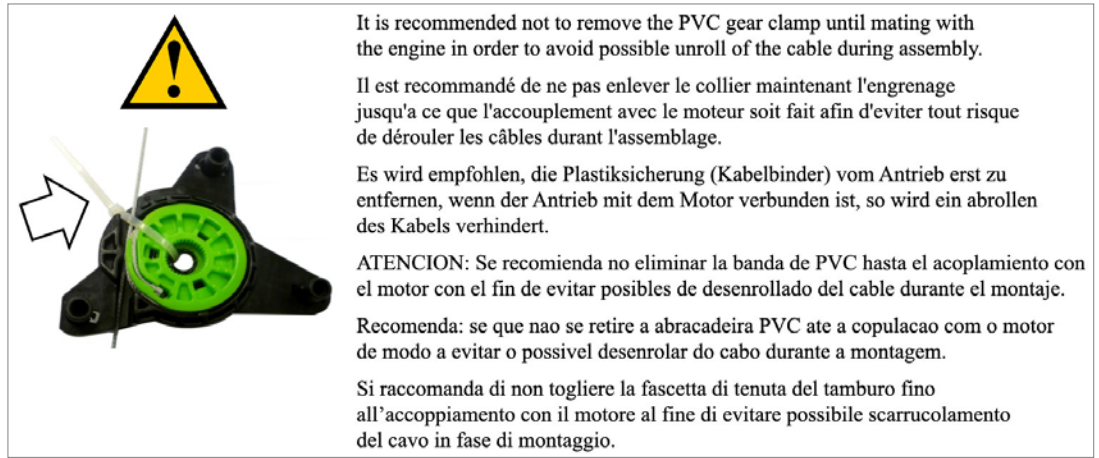 It is recommended not to remove the PVC gear clamp until mating with
the engine in order to avoid possible unroll of the cable during assembly.
Il est recommandé de ne pas enlever le collier maintenant l'engrenage
jusqu'a ce que l'accouplement avec le moteur soit fait afin d'eviter tout risque
de dérouler les câbles durant l'assemblage.
Es wird empfohlen, die Plastiksicherung (Kabelbinder) vom Antrieb erst zu
entfernen, wenn der Antrieb mit dem Motor verbunden ist, so wird ein abrollen
des Kabels verhindert.
ATENCION: Se recomienda no eliminar la banda de PVC hasta el acoplamiento con
el motor con el fin de evitar posibles de desenrollado del cable durante el montaje.
Recomenda: se que nao se retire a abracadeira PVC ate a copulacao com o motor
de modo a evitar o possivel desenrolar do cabo durante a montagem.
Si raccomanda di non togliere la fascetta di tenuta del tamburo fino
all’accoppiamento con il motore al fine di evitare possibile scarrucolamento
del cavo in fase di montaggio.